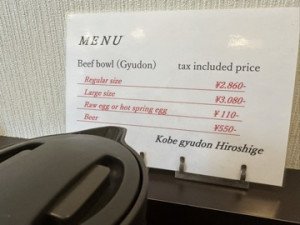 MENU
Beef bowl (Gyudon) tax included price
Regular size ¥2.860-
Large size ¥3.080-
Raw egg or hot spring egg ¥110-
Beer ¥550-
Kobe gyudon Hiroshige